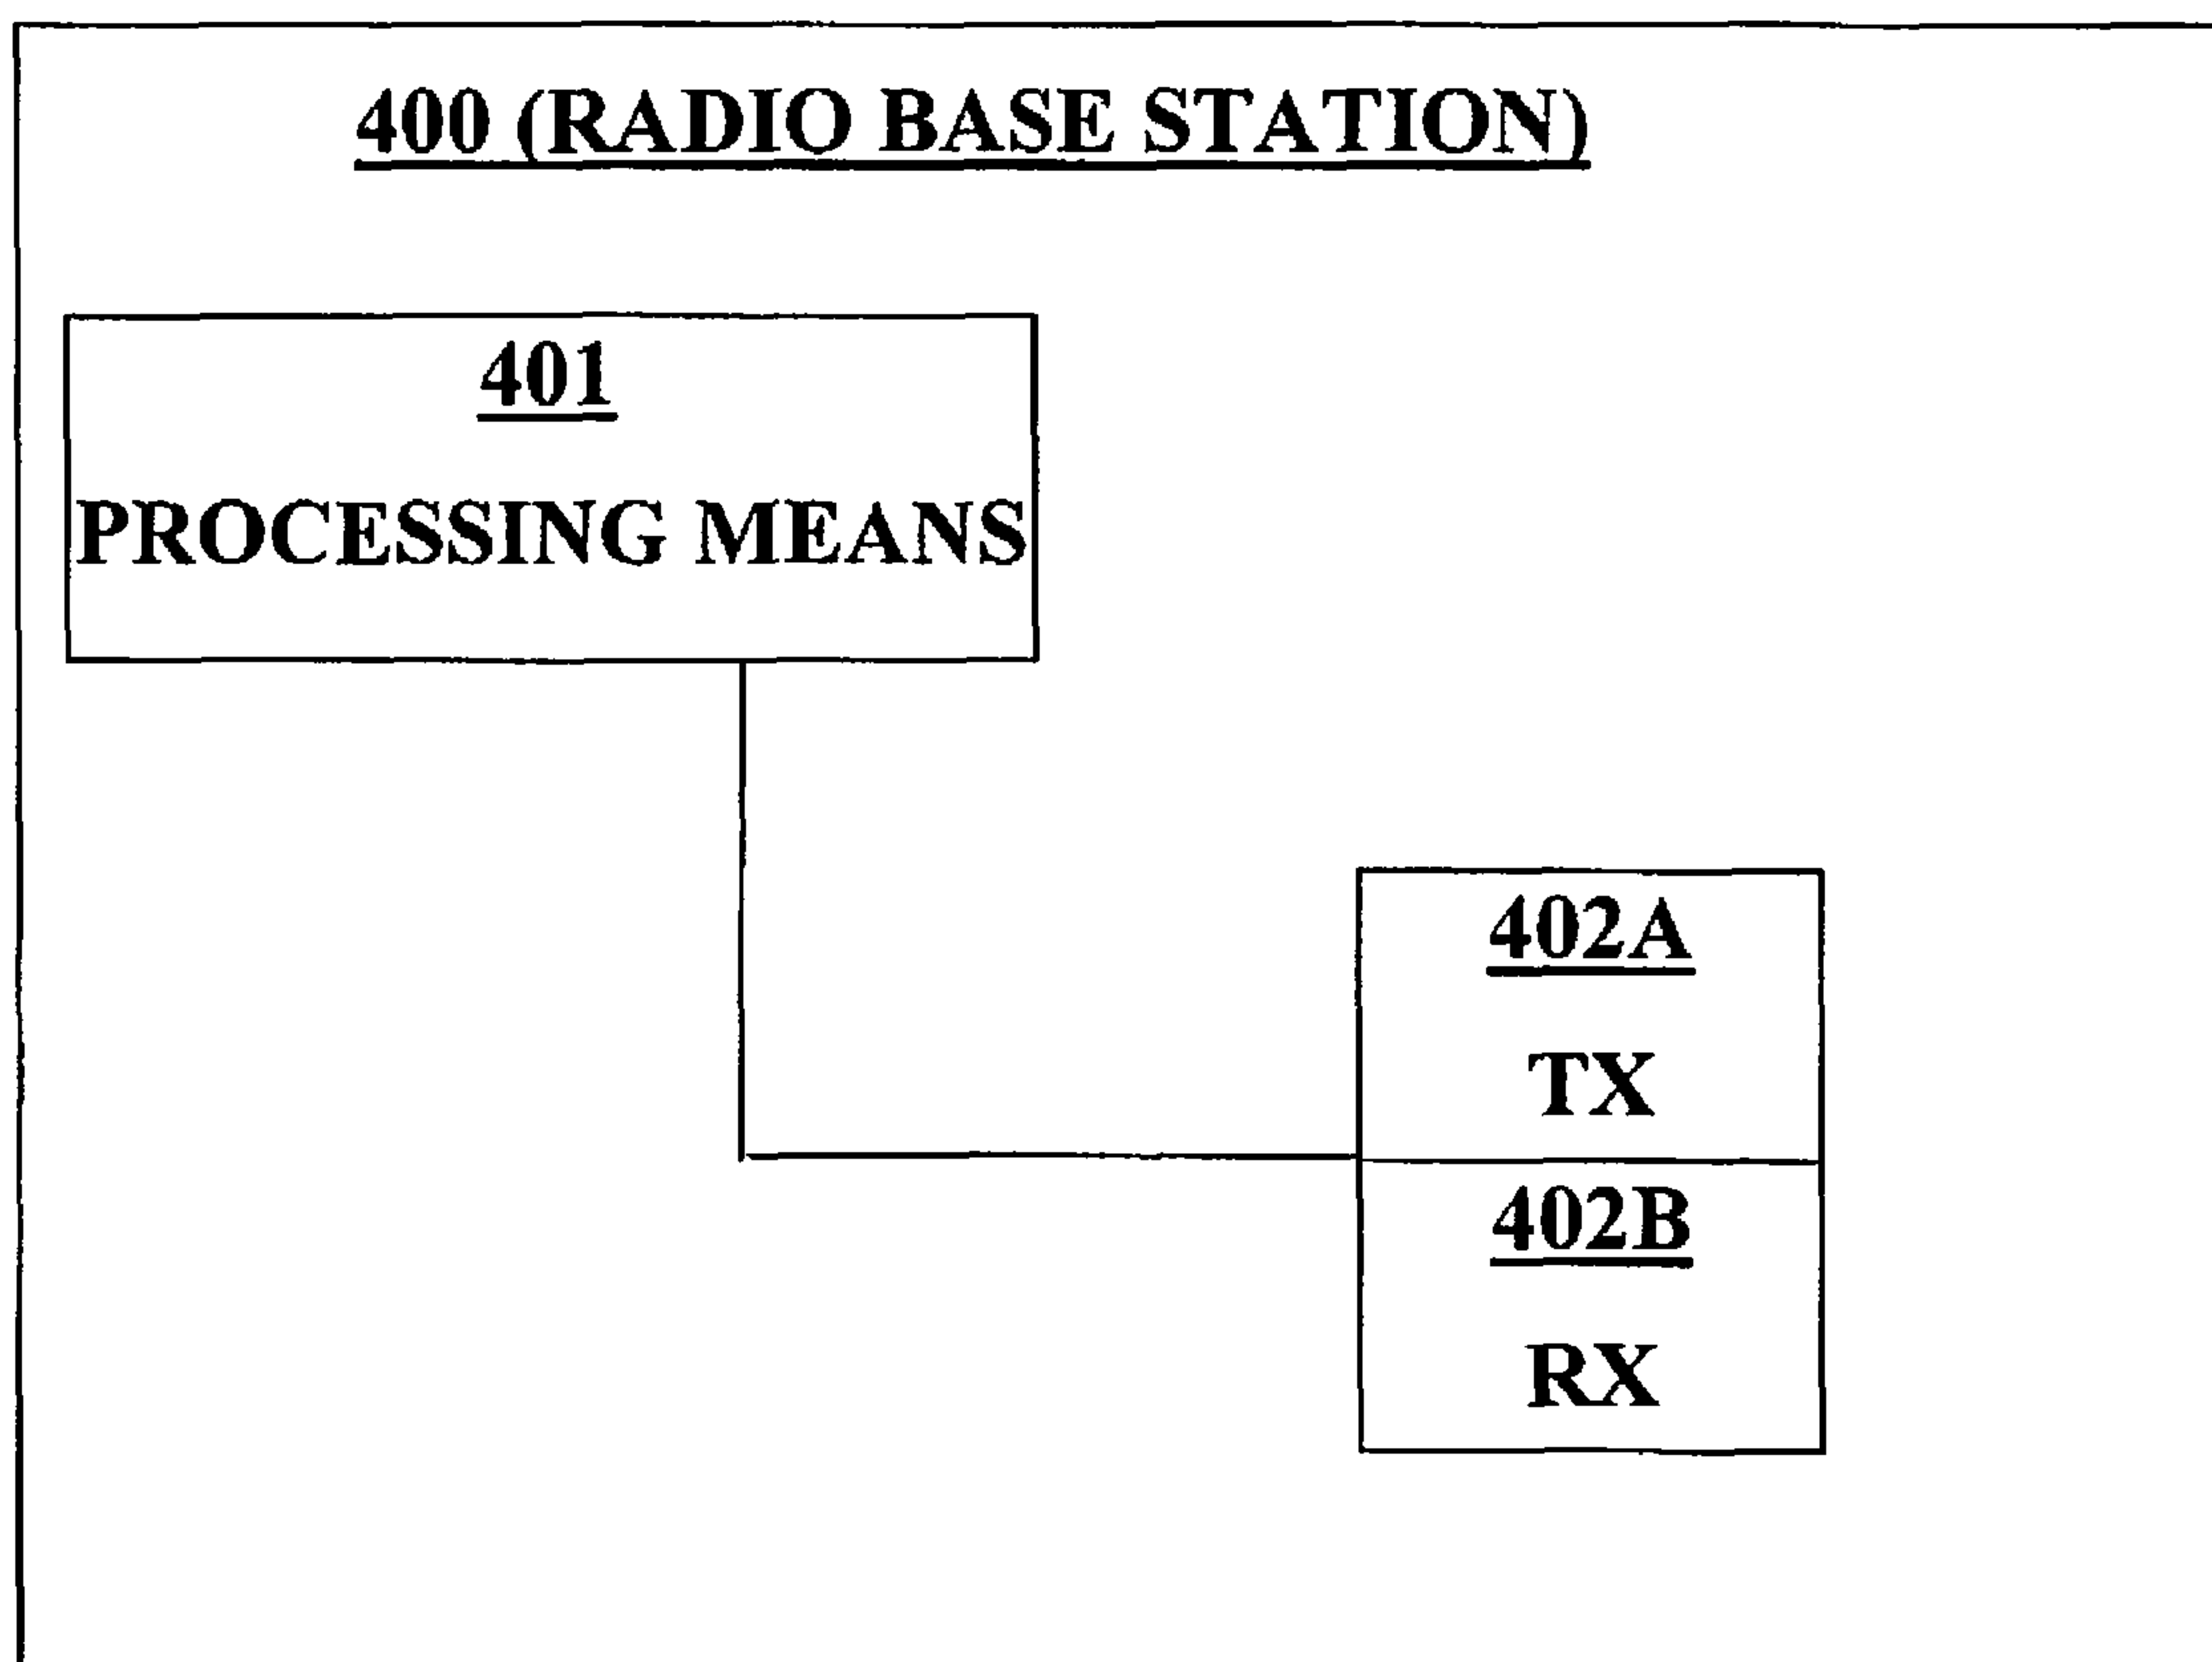 400 (RADIO BASE STATION)
401
PROCESSING MEANS
402A
TX
402B
RX